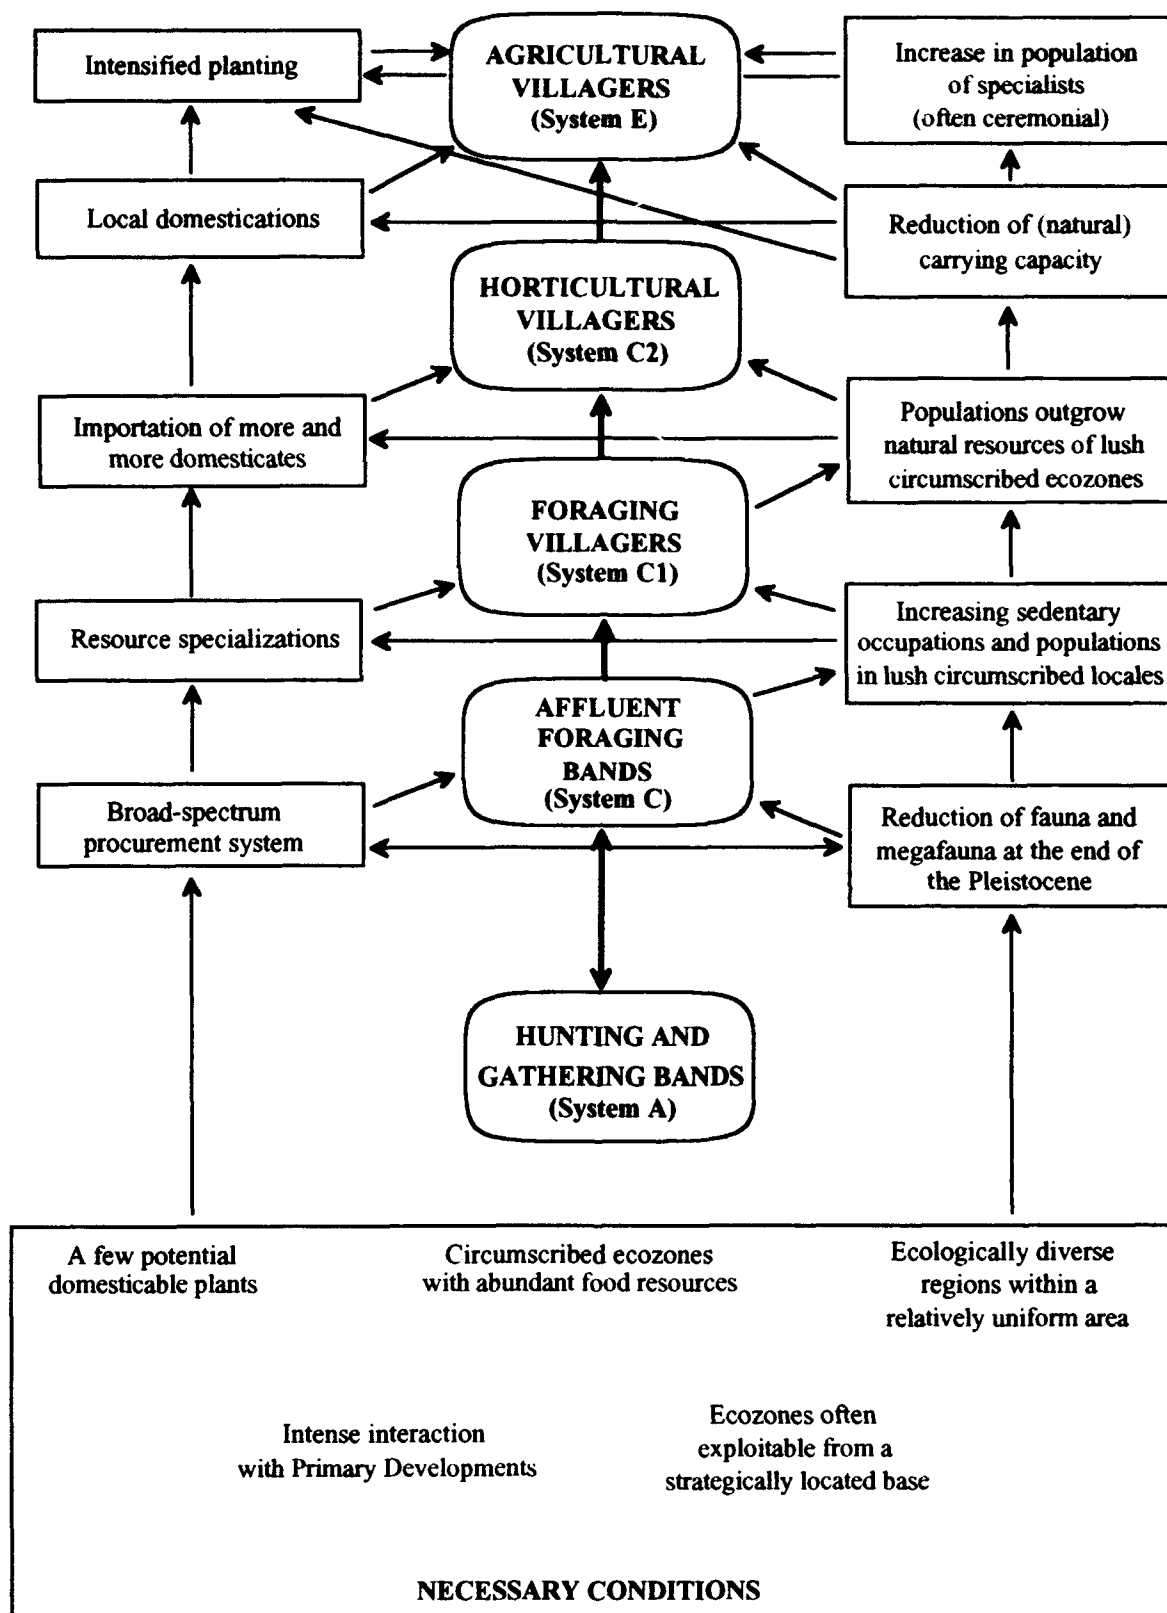 Intensified planting
AGRICULTURAL
VILLAGERS
(System E)
Increase in population
of specialists
(often ceremonial)
Local domestications
Reduction of (natural)
carrying capacity
HORTICULTURAL
VILLAGERS
(System C2)
Importation of more and
more domesticates
Populations outgrow
natural resources of lush
circumscribed ecozones
FORAGING
VILLAGERS
(System C1)
Resource specializations
Increasing sedentary
occupations and populations
in lush circumscribed locales
AFFLUENT
FORAGING
BANDS
(System C)
Broad-spectrum
procurement system
Reduction of fauna and
megafauna at the end of
the Pleistocene
HUNTING AND
GATHERING BANDS
(System A)
A few potential
domesticable plants
Circumscribed ecozones
with abundant food resources
Ecologically diverse
regions within a
relatively uniform area
Intense interaction
with Primary Developments
Ecozones often
exploitable from a
strategically located base
NECESSARY CONDITIONS